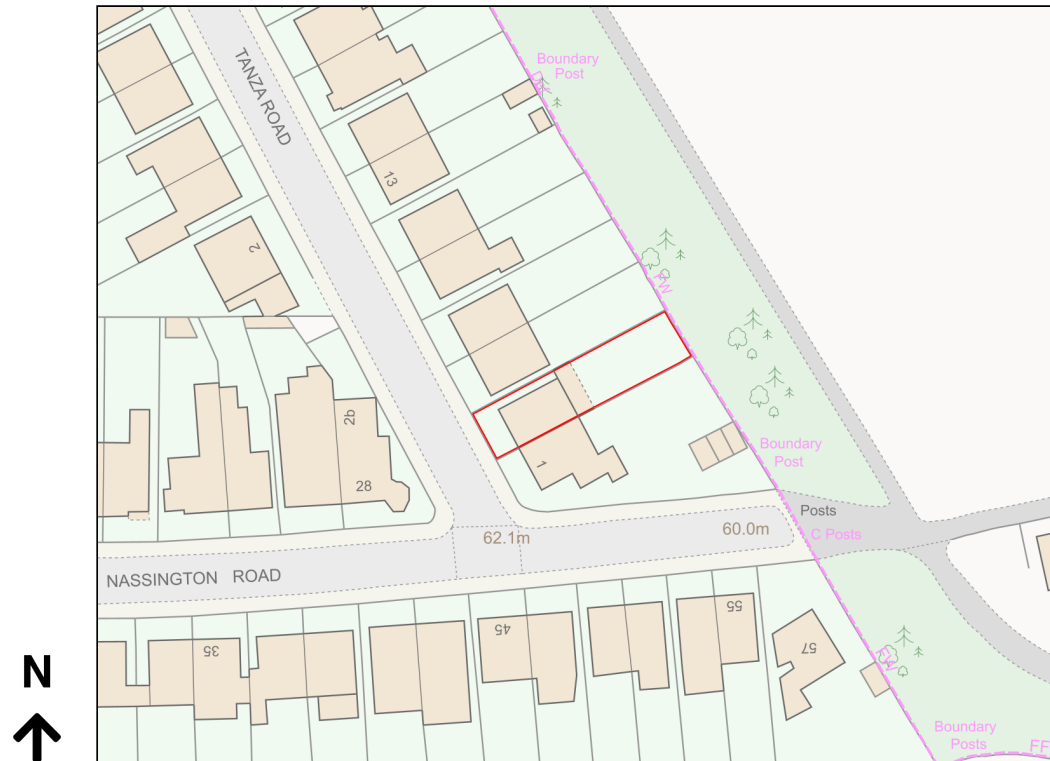 Boundary
Post
TANZA ROAD
13
2
FW
2b
28
1
Boundary
Post
Posts
C Posts
62.1m
60.0m
NASSINGTON ROAD
35
45
55
57
FW
N
Boundary
Posts
FF